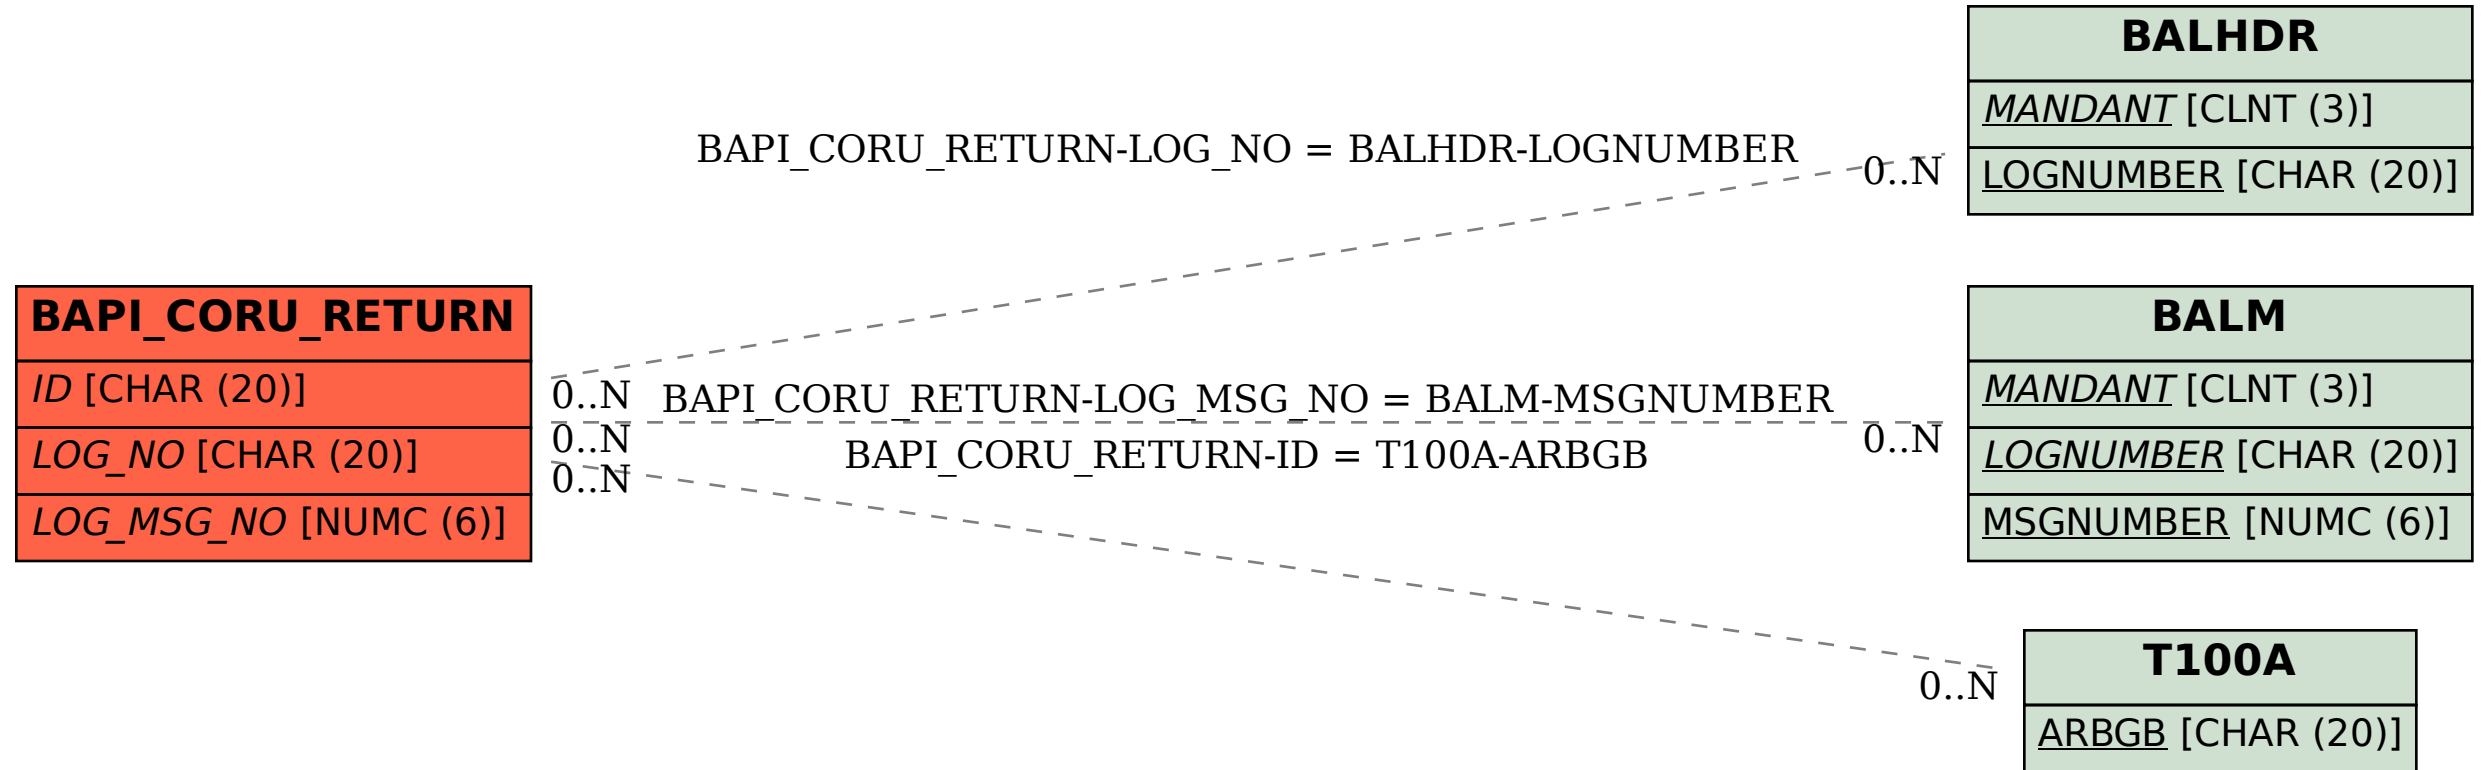 BALHDR
MANDANT [CLNT (3)]
LOGNUMBER [CHAR (20)]
BAPI_CORU_RETURN-LOG_NO = BALHDR-LOGNUMBER
0..N
BAPI_CORU_RETURN
ID [CHAR (20)]
LOG_NO [CHAR (20)]
LOG_MSG_NO [NUMC (6)]
0..N
BAPI_CORU_RETURN-LOG_MSG_NO = BALM-MSGNUMBER
0..N
0..N
BAPI_CORU_RETURN-ID = T100A-ARBGB
0..N
BALM
MANDANT [CLNT (3)]
LOGNUMBER [CHAR (20)]
MSGNUMBER [NUMC (6)]
0..N
T100A
ARBGB [CHAR (20)]